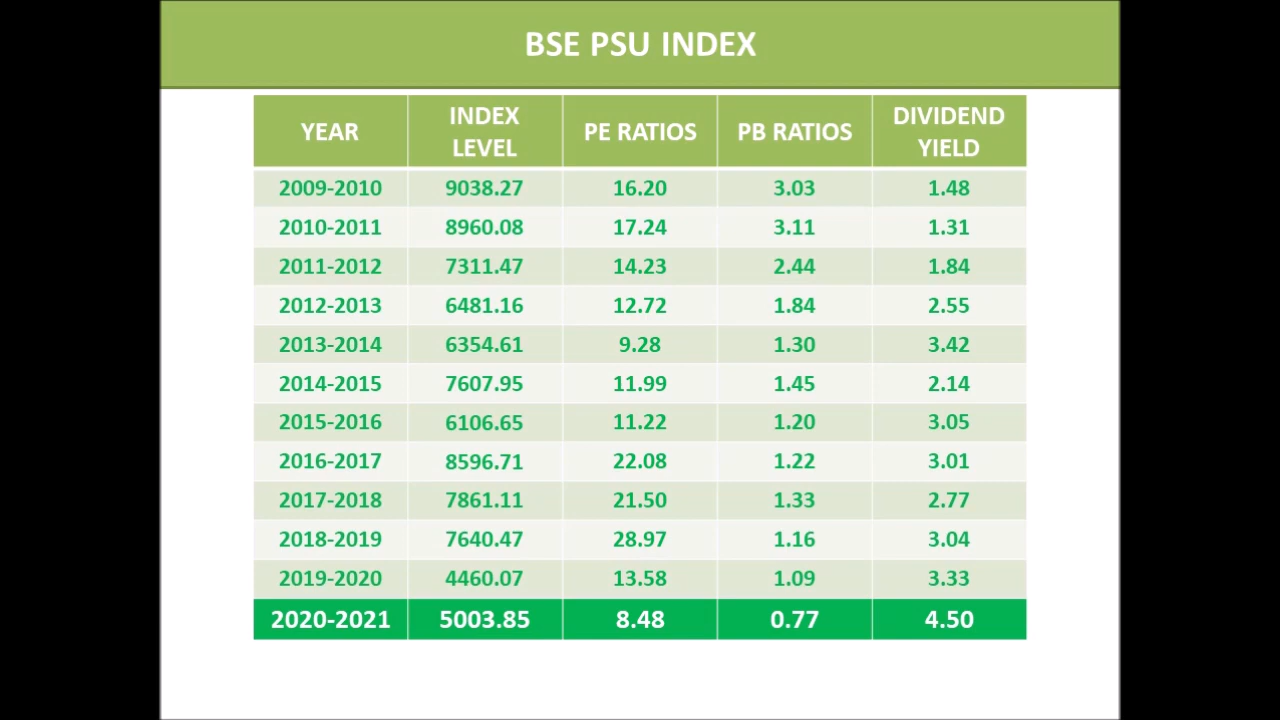 BSE PSU INDEX
YEAR INDEX LEVEL PE RATIOS PB RATIOS DIVIDEND YIELD
2009-2010 9038.27 16.20 3.03 1.48
2010-2011 8960.08 17.24 3.11 1.31
2011-2012 7311.47 14.23 2.44 1.84
2012-2013 6481.16 12.72 1.84 2.55
2013-2014 6354.61 9.28 1.30 3.42
2014-2015 7607.95 11.99 1.45 2.14
2015-2016 6106.65 11.22 1.20 3.05
2016-2017 8596.71 22.08 1.22 3.01
2017-2018 7861.11 21.50 1.33 2.77
2018-2019 7640.47 28.97 1.16 3.04
2019-2020 4460.07 13.58 1.09 3.33
2020-2021 5003.85 8.48 0.77 4.50